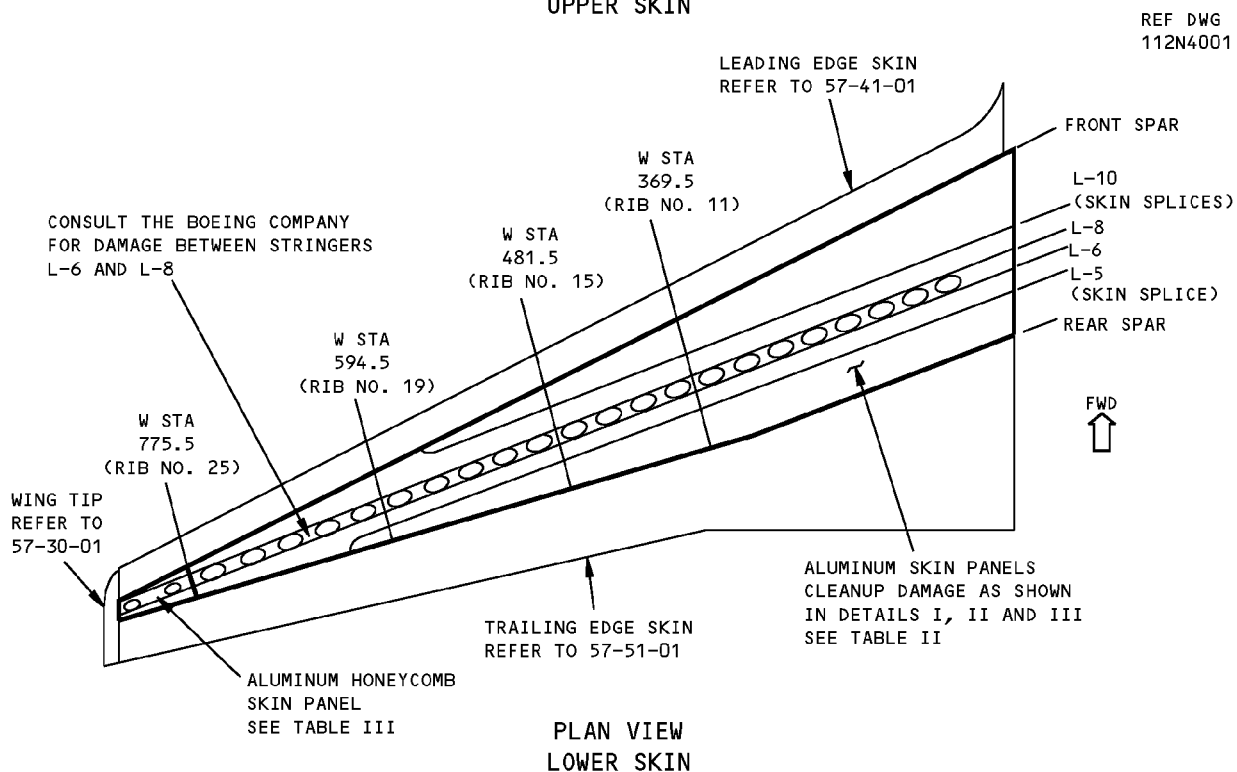 UPPER SKIN
REF DWG
112N4001
LEADING EDGE SKIN
REFER TO 57-41-01
FRONT SPAR
W STA
369.5
(RIB NO. 11)
L-10
(SKIN SPLICES)
L-8
L-6
L-5
(SKIN SPLICE)
REAR SPAR
CONSULT THE BOEING COMPANY
FOR DAMAGE BETWEEN STRINGERS
L-6 AND L-8
W STA
481.5
(RIB NO. 15)
W STA
594.5
(RIB NO. 19)
FWD
W STA
775.5
(RIB NO. 25)
WING TIP
REFER TO
57-30-01
ALUMINUM SKIN PANELS
CLEANUP DAMAGE AS SHOWN
IN DETAILS I, II AND III
SEE TABLE II
TRAILING EDGE SKIN
REFER TO 57-51-01
ALUMINUM HONEYCOMB
SKIN PANEL
SEE TABLE III
PLAN VIEW
LOWER SKIN